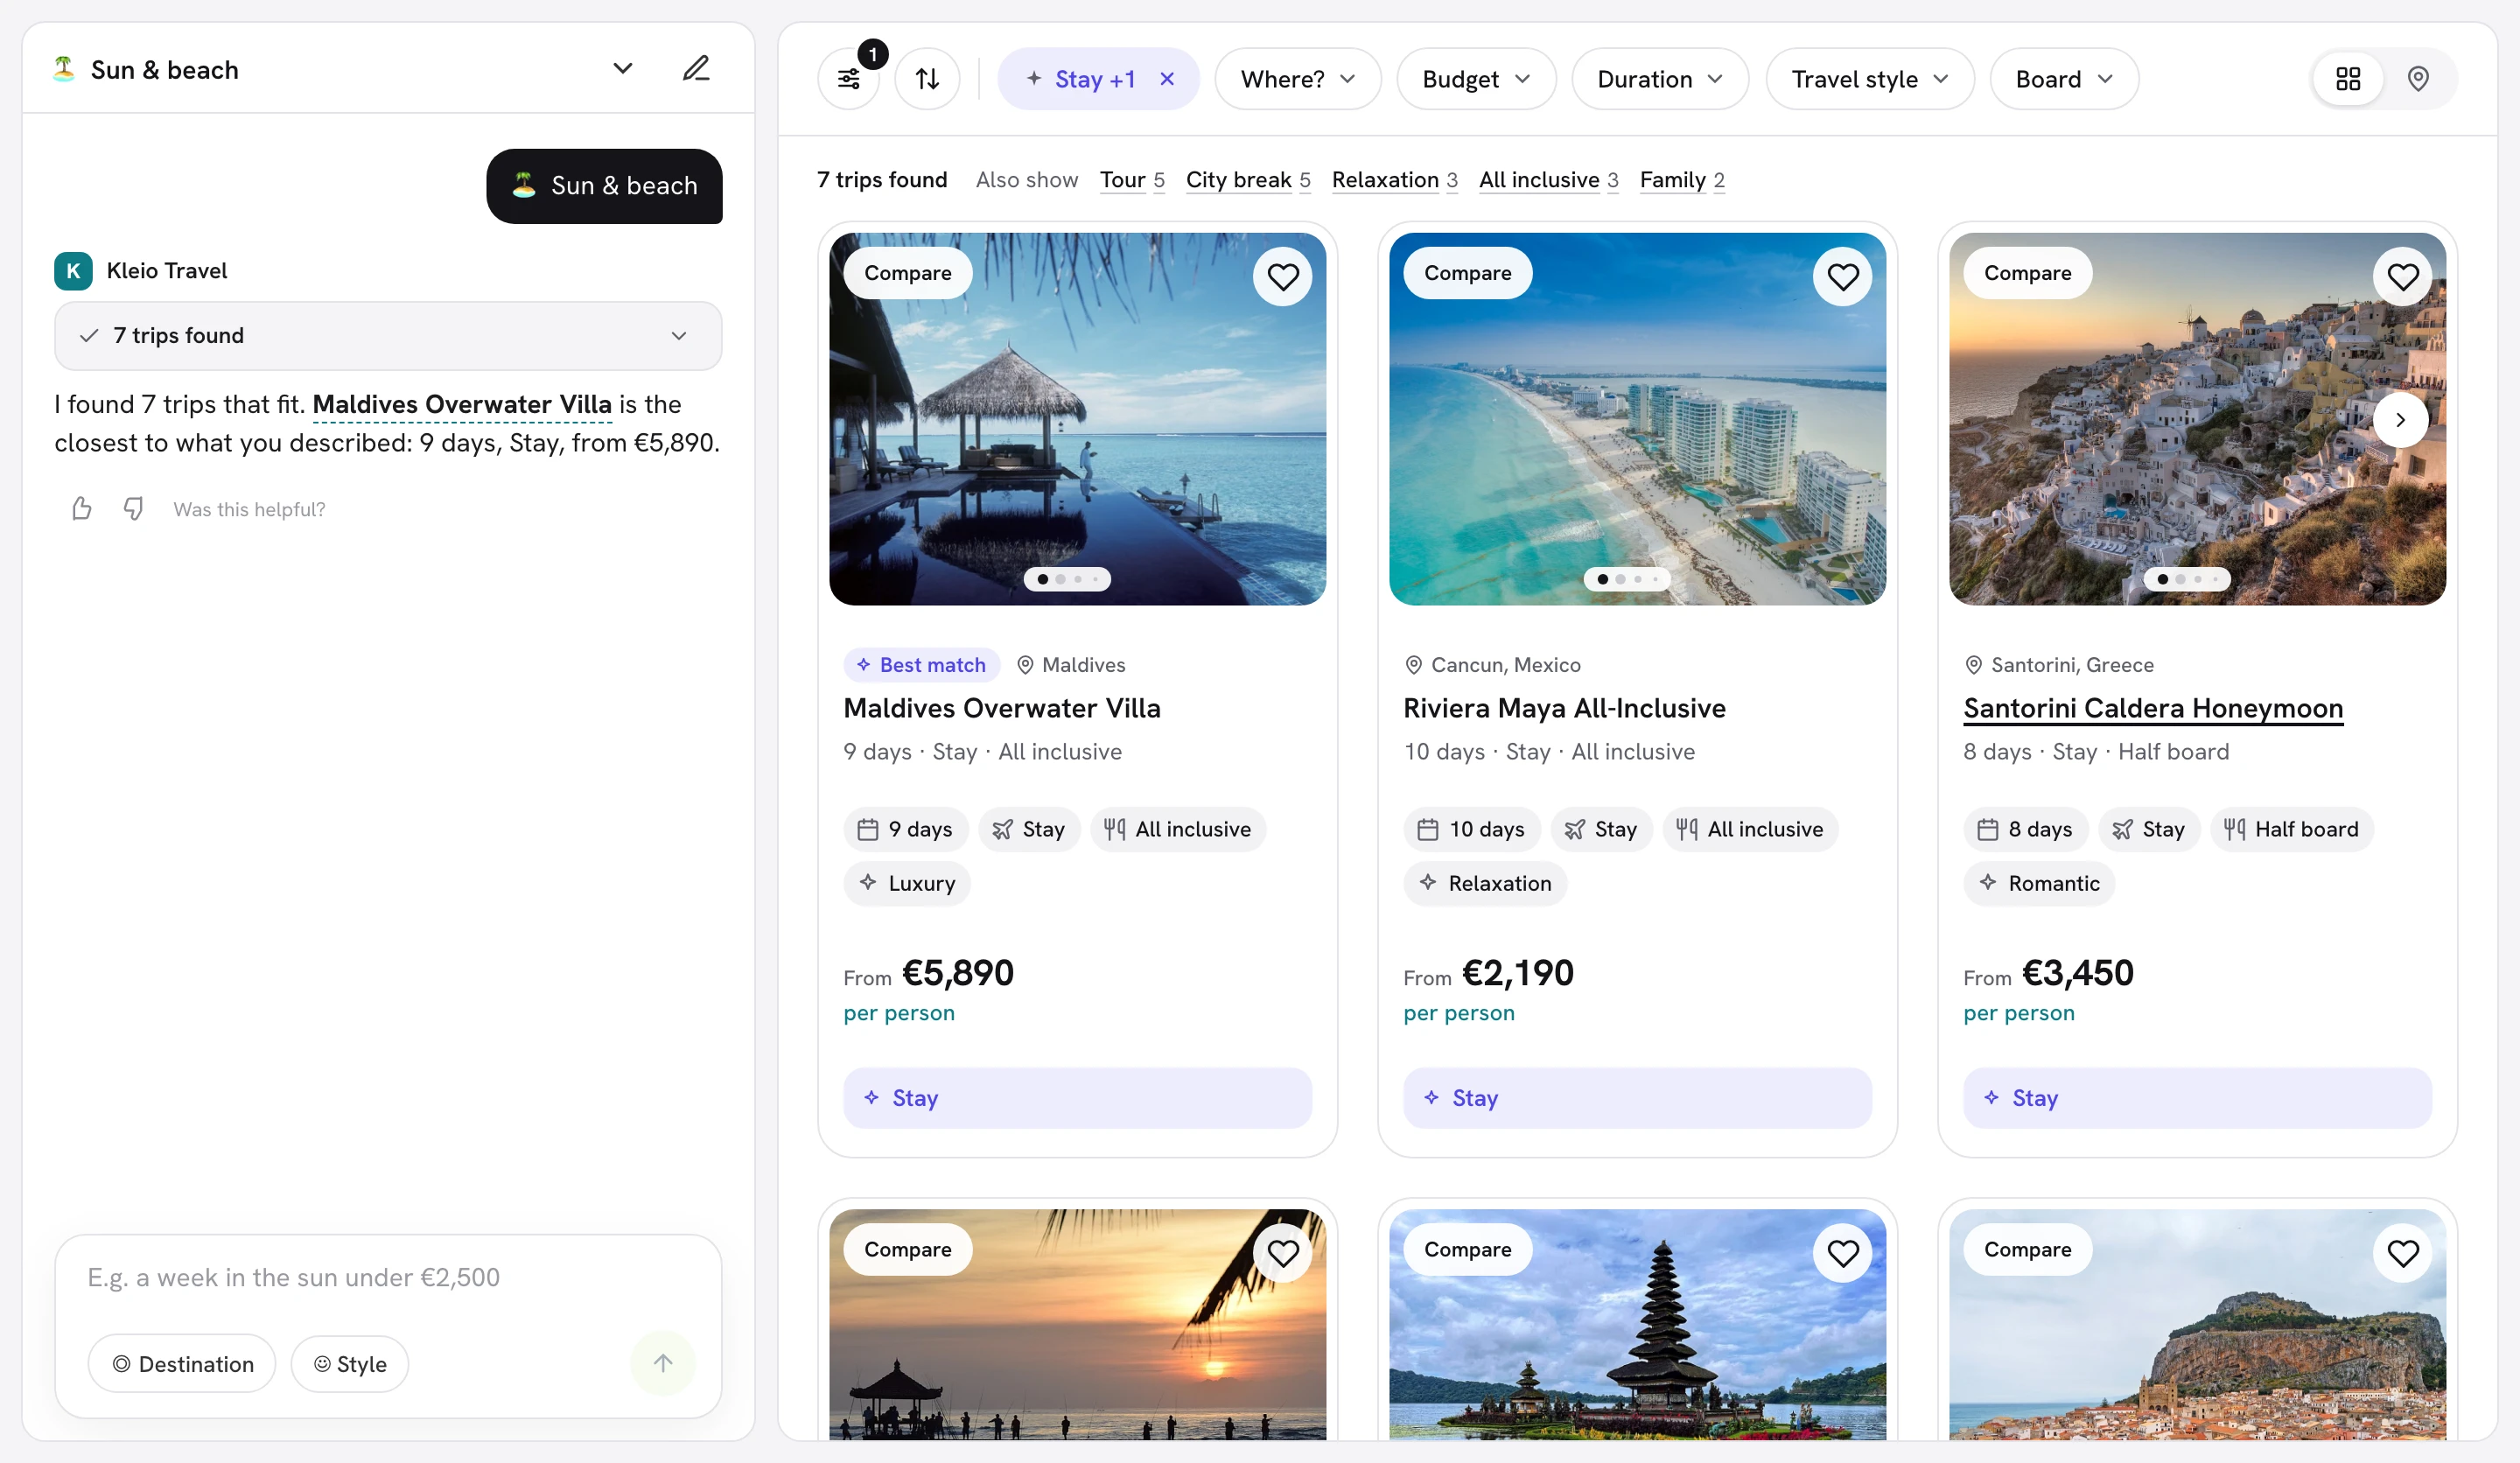 Sun & beach
Sun & beach
K Kleio Travel
7 trips found
I found 7 trips that fit. Maldives Overwater Villa is the
closest to what you described: 9 days, Stay, from €5,890.
Was this helpful?
E.g. a week in the sun under €2,500
Destination Style
1
Stay +1 Where? Budget Duration Travel style Board
7 trips found Also show Tour 5 City break 5 Relaxation 3 All inclusive 3 Family 2
Compare
Best match Maldives
Maldives Overwater Villa
9 days · Stay · All inclusive
9 days Stay All inclusive
Luxury
From €5,890
per person
Stay
Compare
Cancun, Mexico
Riviera Maya All-Inclusive
10 days · Stay · All inclusive
10 days Stay All inclusive
Relaxation
From €2,190
per person
Stay
Compare
Santorini, Greece
Santorini Caldera Honeymoon
8 days · Stay · Half board
8 days Stay Half board
Romantic
From €3,450
per person
Stay
Compare
Compare
Compare